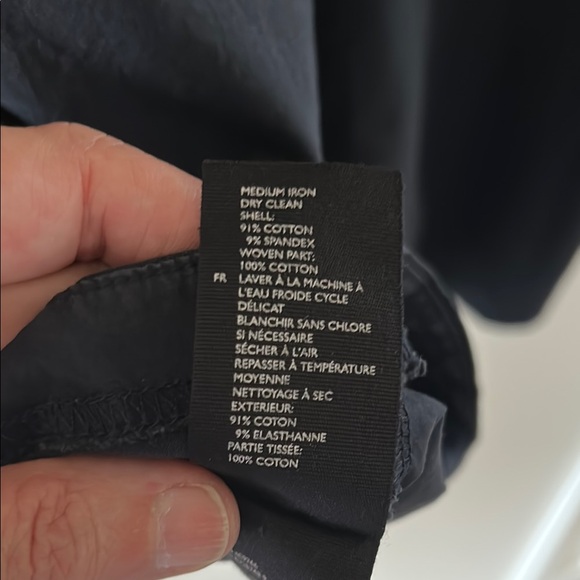 MEDIUM IRON
DRY CLEAN
SHELL:
91% COTTON
9% SPANDEX
WOVEN PART:
100% COTTON
FR LAVER À LA MACHINE À
L'EAU FROIDE CYCLE
DÉLICAT
BLANCHIR SANS CHLORE
SI NÉCESSAIRE
SÉCHER À L'AIR
REPASSER À TEMPÉRATURE
MOYENNE
NETTOYAGE À SEC
EXTERIEUR:
91% COTON
9% ELASTHANNE
PARTIE TISSÉE:
100% COTON